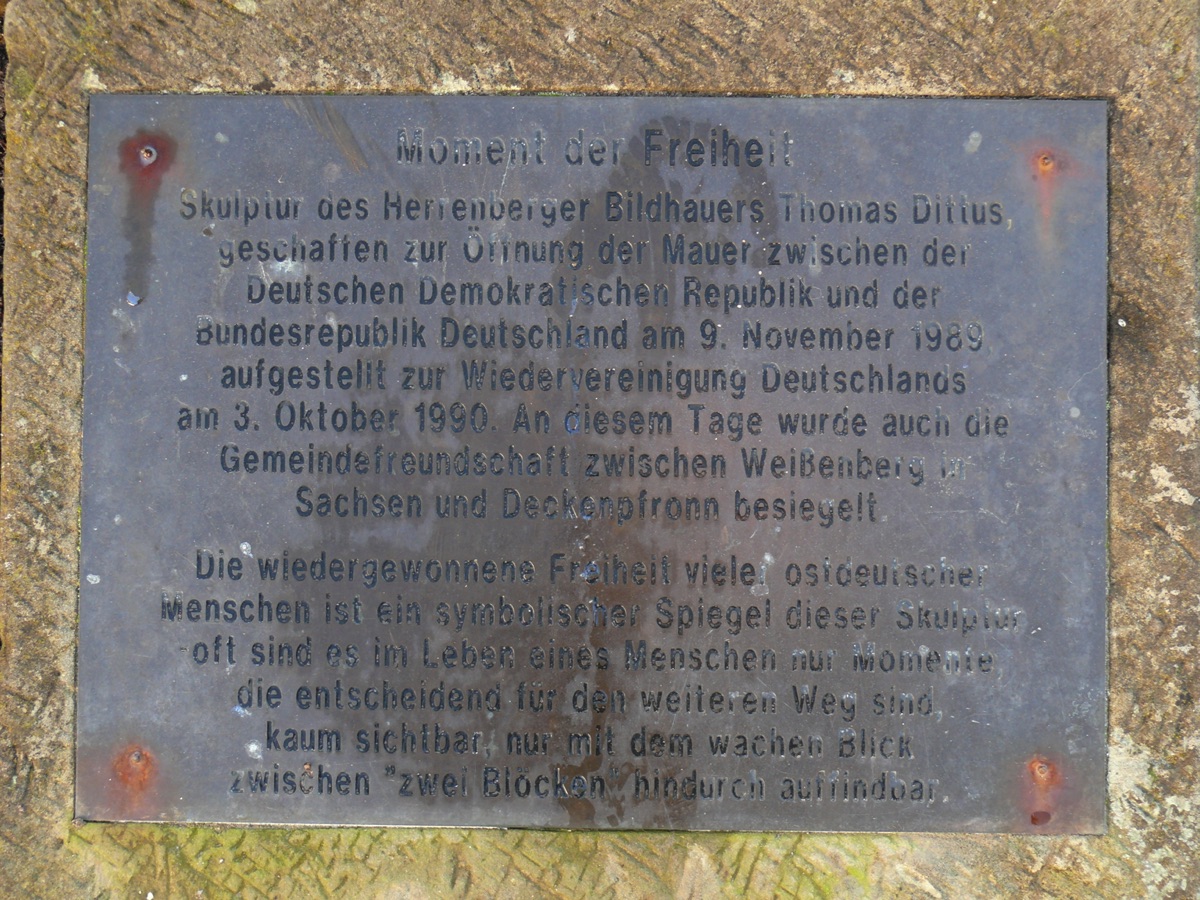 Moment der Freiheit
Skulptur des Herrenberger Bildhauers Thomas Dittus,
geschaffen zur Öffnung der Mauer zwischen der
Deutschen Demokratischen Republik und der
Bundesrepublik Deutschland am 9. November 1989,
aufgestellt zur Wiedervereinigung Deutschlands
am 3. Oktober 1990. An diesem Tage wurde auch die
Gemeindefreundschaft zwischen Weißenberg in
Sachsen und Deckenpfronn besiegelt.
Die wiedergewonnene Freiheit vieler ostdeutscher
Menschen ist ein symbolischer Spiegel dieser Skulptur
-oft sind es im Leben eines Menschen nur Momente,
die entscheidend für den weiteren Weg sind,
kaum sichtbar, nur mit dem wachen Blick
zwischen "zwei Blöcken" hindurch auffindbar.